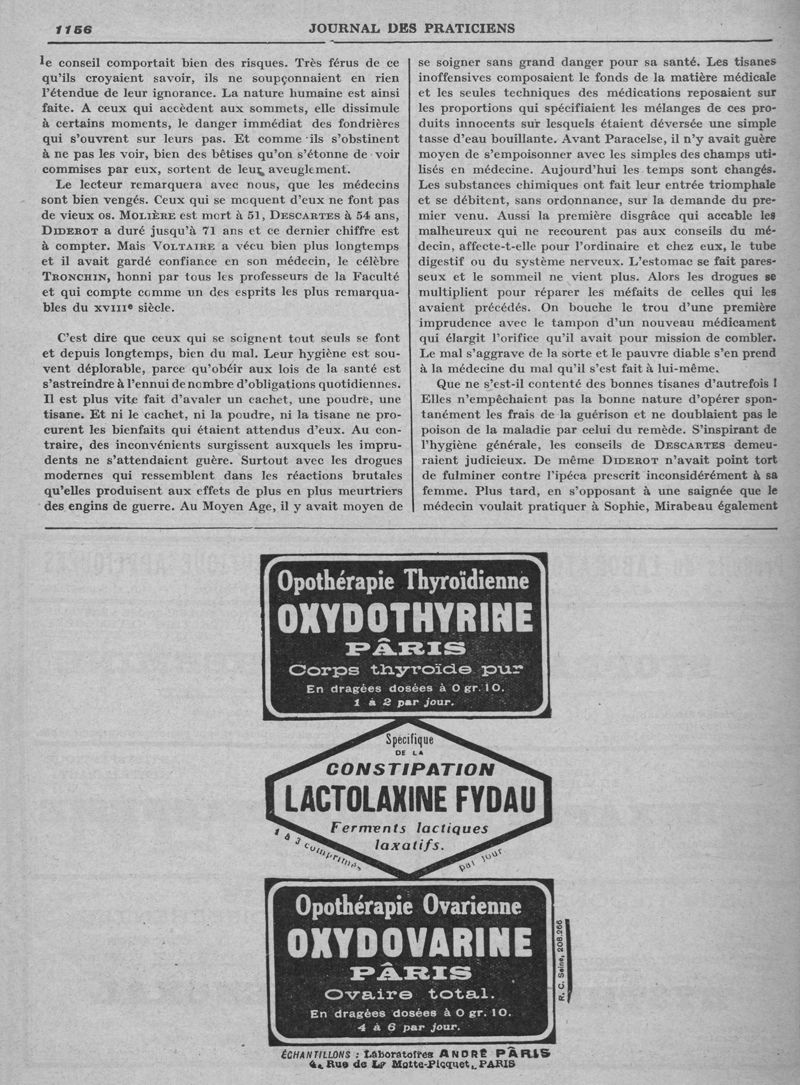 1156
JOURNAL DES PRATICIENS
le conseil comportait bien des risques. Très férus de ce
qu'ils croyaient savoir, ils ne soupçonnaient en rien
l'étendue de leur ignorance. La nature humaine est ainsi
faite. A ceux qui accèdent aux sommets, elle dissimule
à certains moments, le danger immédiat des fondrières
qui s'ouvrent sur leurs pas. Et comme ils s'obstinent
à ne pas les voir, bien des bêtises qu'on s'étonne de voir
commises par eux, sortent de leur aveuglement.
Le lecteur remarquera avec nous, que les médecins
sont bien vengés. Ceux qui se moquent d'eux ne font pas
de vieux os. MOLIÈRE est mort à 51, DESCARTES à 54 ans,
DIDEROT a duré jusqu'à 71 ans et ce dernier chiffre est
à compter. Mais VOLTAIRE a vécu bien plus longtemps
et il avait gardé confiance en son médecin, le célèbre
TRONCHIN, honni par tous les professeurs de la Faculté
et qui compte comme un des esprits les plus remarqua-
bles du XVIIIe siècle.
C'est dire que ceux qui se soignent tout seuls se font
et depuis longtemps, bien du mal. Leur hygiène est sou-
vent déplorable, parce qu'obéir aux lois de la santé est
s'astreindre à l'ennui de nombre d'obligations quotidiennes.
Il est plus vite fait d'avaler un cachet, une poudre, une
tisane. Et ni le cachet, ni la poudre, ni la tisane ne pro-
curent les bienfaits qui étaient attendus d'eux. Au con-
traire, des inconvénients surgissent auxquels les impru-
dents ne s'attendaient guère. Surtout avec les drogues
modernes qui ressemblent dans les réactions brutales
qu'elles produisent aux effets de plus en plus meurtriers
des engins de guerre. Au Moyen Age, il y avait moyen de
se soigner sans grand danger pour sa santé. Les tisanes
inoffensives composaient le fonds de la matière médicale
et les seules techniques des médications reposaient sur
les proportions qui spécifiaient les mélanges de ces pro-
duits innocents sur lesquels étaient déversée une simple
tasse d'eau bouillante. Avant Paracelse, il n'y avait guère
moyen de s'empoisonner avec les simples des champs uti-
lisés en médecine. Aujourd'hui les temps sont changés.
Les substances chimiques ont fait leur entrée triomphale
et se débitent, sans ordonnance, sur la demande du pre-
mier venu. Aussi la première disgrâce qui accable les
malheureux qui ne recourent pas aux conseils du mé-
decin, affecte-t-elle pour l'ordinaire et chez eux, le tube
digestif ou du système nerveux. L'estomac se fait pares-
seux et le sommeil ne vient plus. Alors les drogues se
multiplient pour réparer les méfaits de celles qui les
avaient précédés. On bouche le trou d'une première
imprudence avec le tampon d'un nouveau médicament
qui élargit l'orifice qu'il avait pour mission de combler.
Le mal s'aggrave de la sorte et le pauvre diable s'en prend
à la médecine du mal qu'il s'est fait à lui-même.
Que ne s'est-il contenté des bonnes tisanes d'autrefois !
Elles n'empêchaient pas la bonne nature d'opérer spon-
tanément les frais de la guérison et ne doublaient pas le
poison de la maladie par celui du remède. S'inspirant de
l'hygiène générale, les conseils de DESCARTES demeu-
raient judicieux. De même DIDEROT n'avait point tort
de fulminer contre l'ipéca prescrit inconsidérément à sa
femme. Plus tard, en s'opposant à une saignée que le
médecin voulait pratiquer à Sophie, Mirabeau également
Opothérapie Thyroïdienne
OXYDOTHYRINE
PÂRIS
Corps thyroïde pur
En dragées dosées à 0 gr. 10.
1 à 2 par jour.
Spécifique
DE LA
CONSTIPATION
LACTOLAXINE FYDAU
Ferments lactiques
laxatifs.
1 à 3 comprimés
par jour
Opothérapie Ovarienne
OXYDOVARINE
PÂRIS
Ovaire total.
En dragées dosées à 0 gr. 10.
4 à 6 par jour.
R. C. Seine, 208.266
ÉCHANTILLONS : Laboratoires ANDRÉ PÂRIS
4, Rue de La Motte-Picquet, PARIS